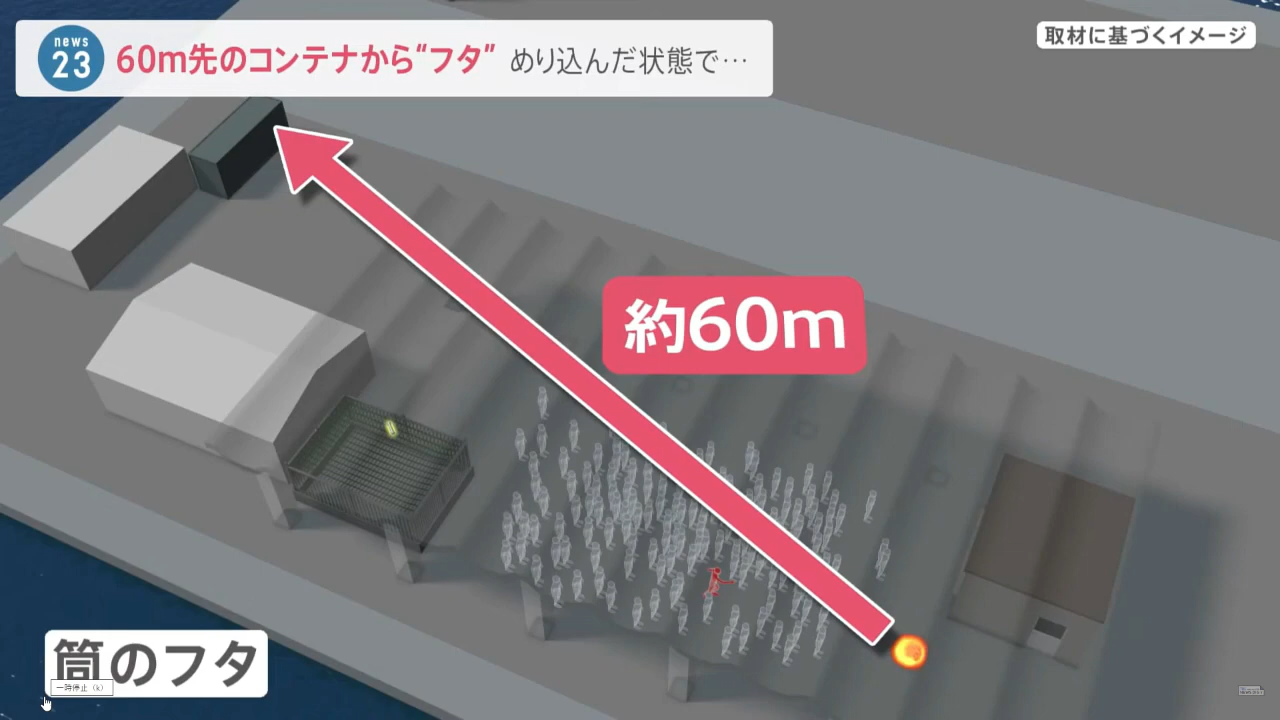 news
23
60m先のコンテナから“フタ” めり込んだ状態で…
取材に基づくイメージ
約60m
筒のフタ
一時停止（k）